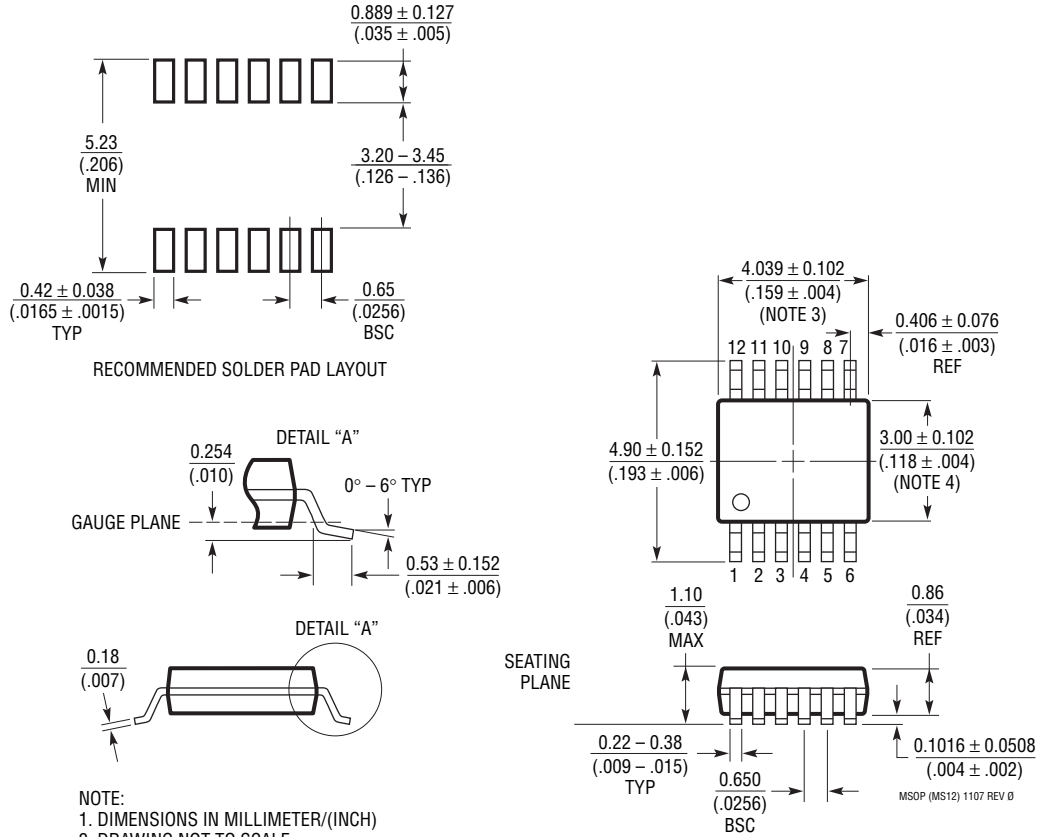 0.889 ± 0.127
(.035 ± .005)
5.23
(.206)
MIN
3.20 – 3.45
(.126 – .136)
0.42 ± 0.038
(.0165 ± .0015)
TYP
0.65
(.0256)
BSC
RECOMMENDED SOLDER PAD LAYOUT
4.039 ± 0.102
(.159 ± .004)
(NOTE 3)
0.406 ± 0.076
(.016 ± .003)
REF
12 11 10 9 8 7
4.90 ± 0.152
(.193 ± .006)
3.00 ± 0.102
(.118 ± .004)
(NOTE 4)
1 2 3 4 5 6
DETAIL “A”
0.254
(.010)
0° – 6° TYP
GAUGE PLANE
0.53 ± 0.152
(.021 ± .006)
DETAIL “A”
0.18
(.007)
SEATING
PLANE
1.10
(.043)
MAX
0.86
(.034)
REF
0.22 – 0.38
(.009 – .015)
TYP
0.650
(.0256)
BSC
0.1016 ± 0.0508
(.004 ± .002)
MSOP (MS12) 1107 REV Ø
NOTE:
1. DIMENSIONS IN MILLIMETER/(INCH)
2. DRAWING NOT TO SCALE